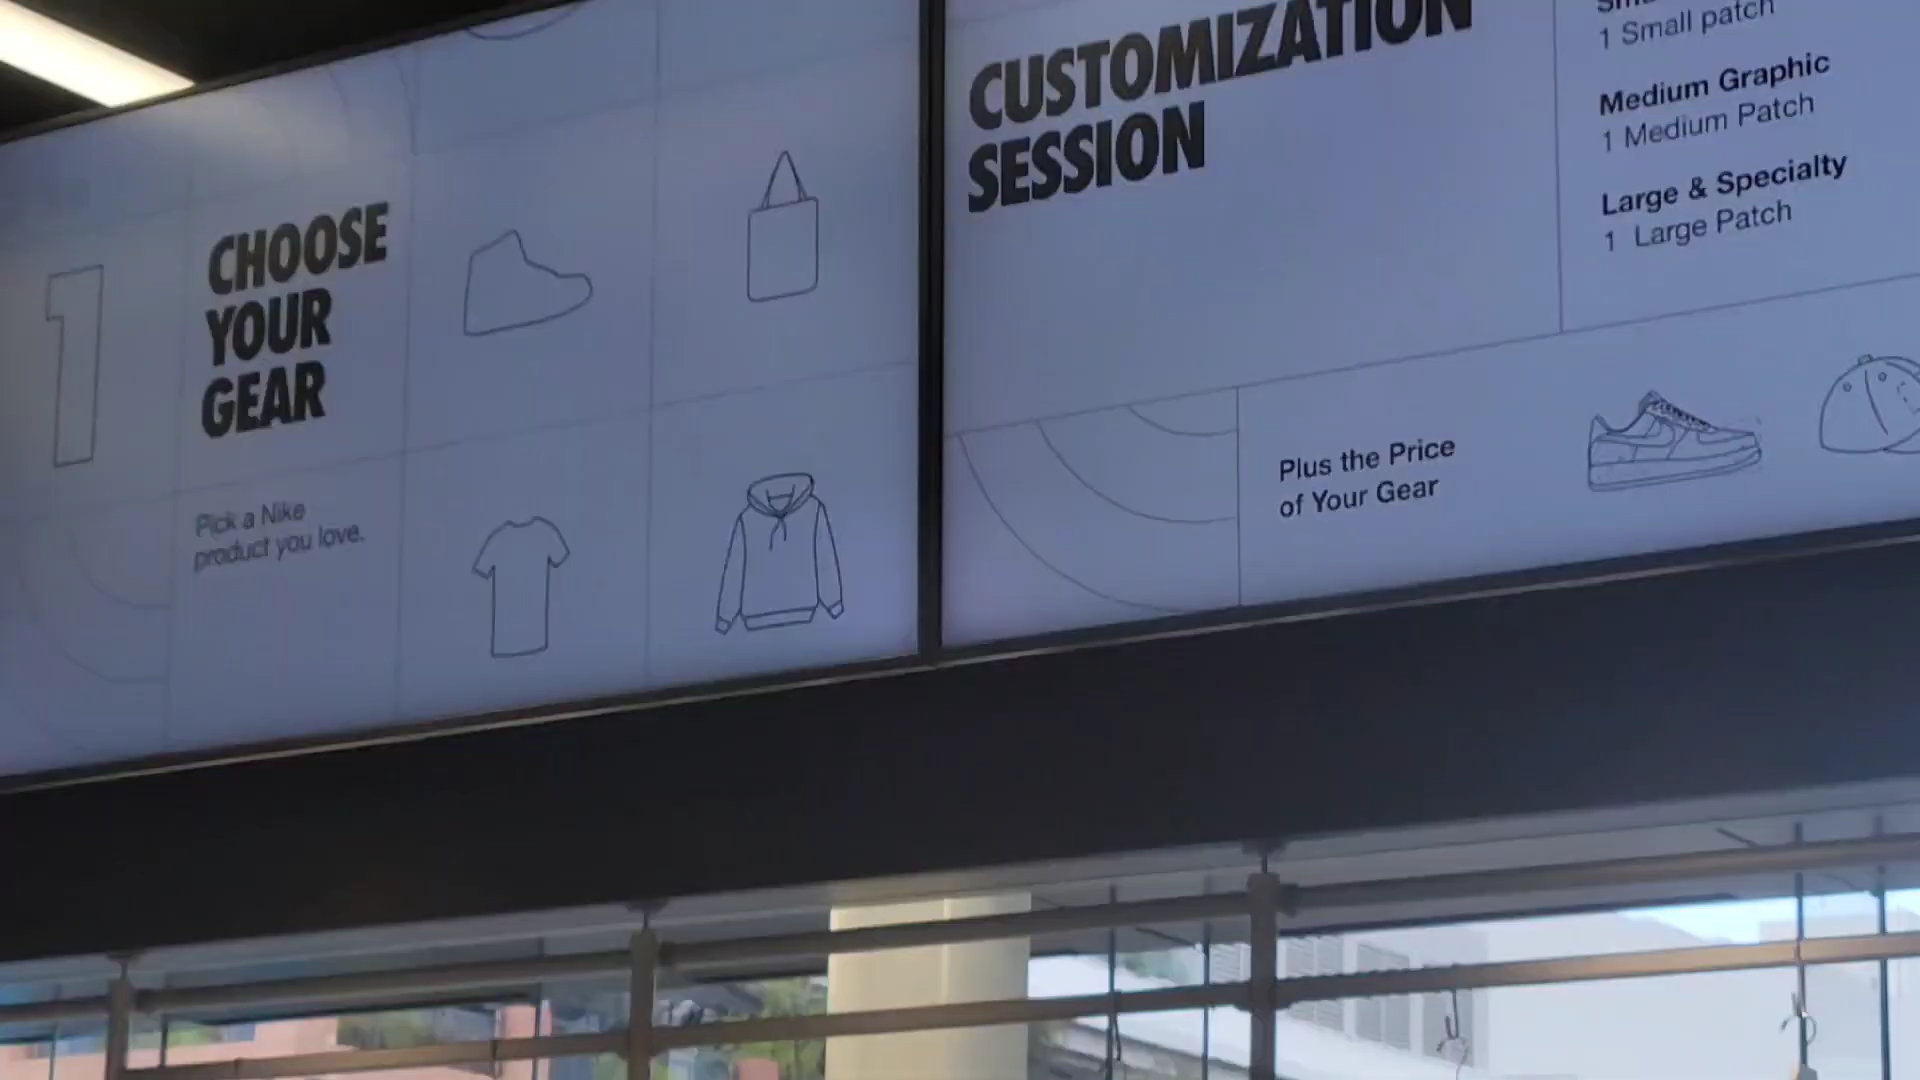 1
CHOOSE
YOUR
GEAR
Pick a Nike
product you love.
CUSTOMIZATION
SESSION
1 Small patch
Medium Graphic
1 Medium Patch
Large & Specialty
1 Large Patch
Plus the Price
of Your Gear